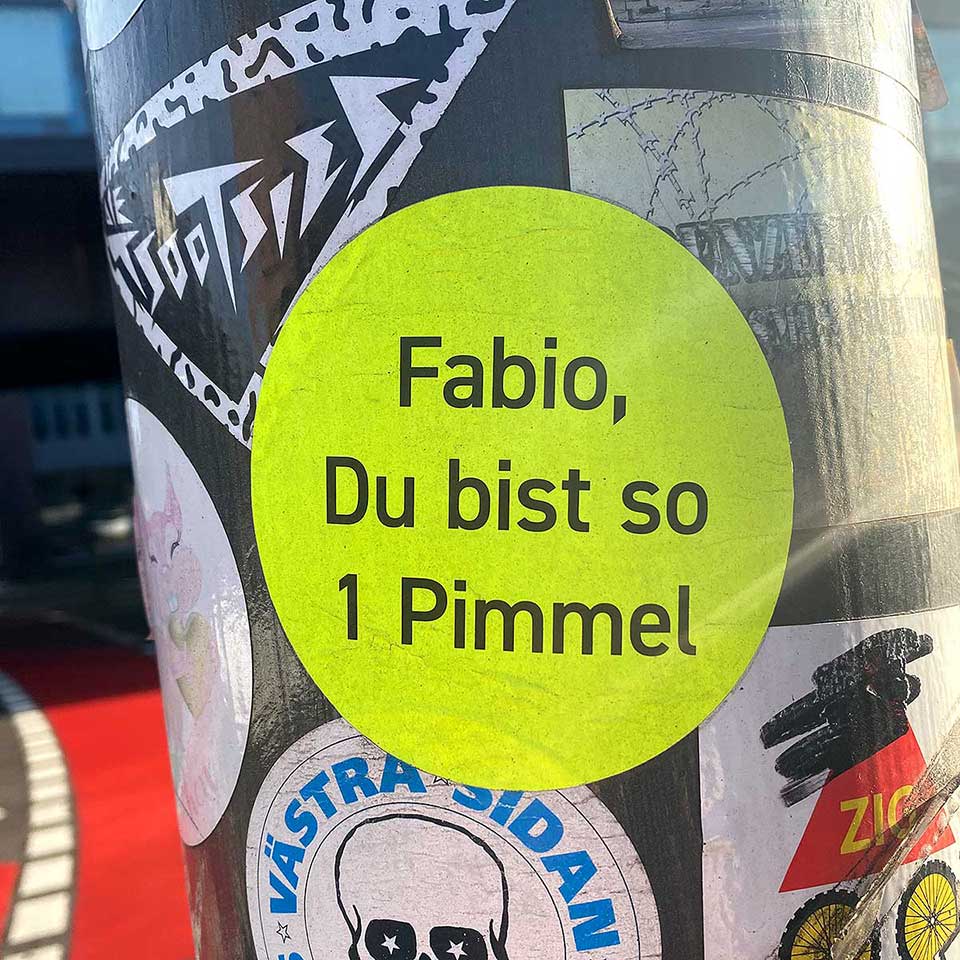 Fabio,
Du bist so
1 Pimmel
VÄSTRA SIDAN